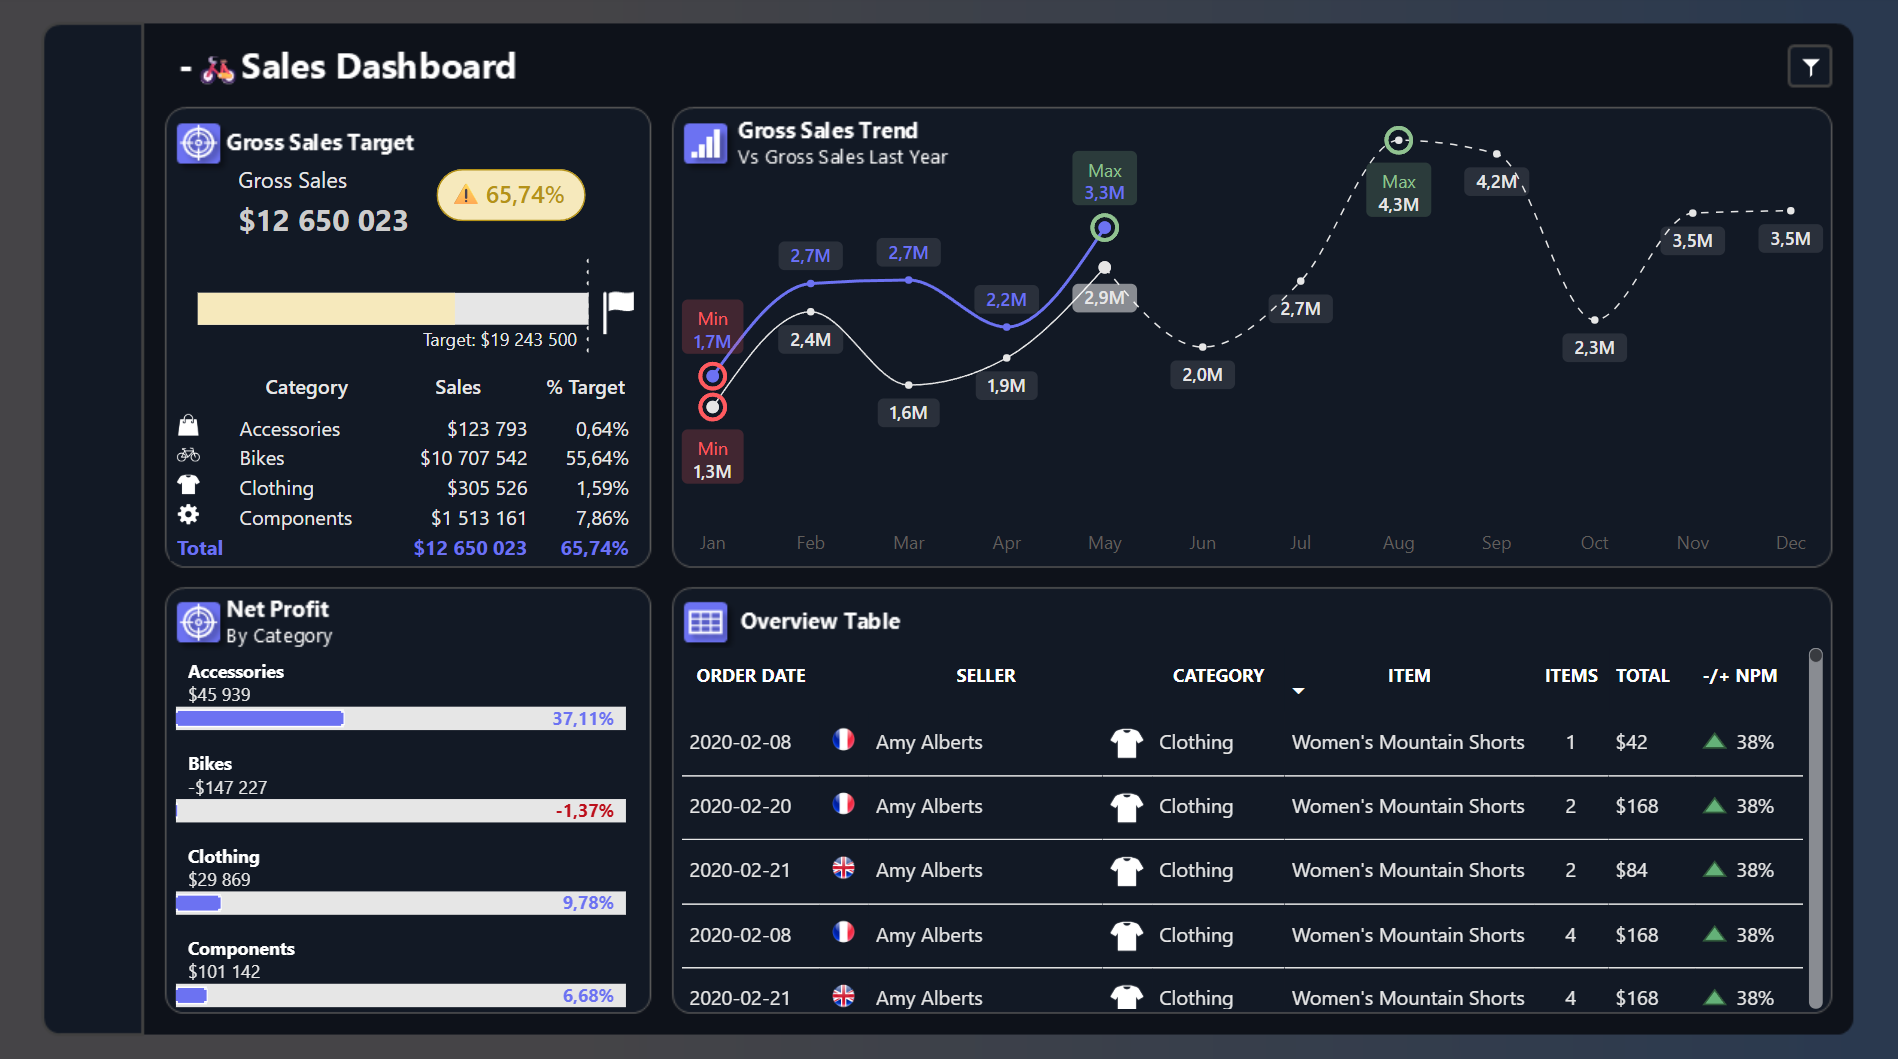 - Sales Dashboard
Gross Sales Target
Gross Sales
$12 650 023
65,74%
Target: $19 243 500
Category Sales % Target
Accessories $123 793 0,64%
Bikes $10 707 542 55,64%
Clothing $305 526 1,59%
Components $1 513 161 7,86%
Total $12 650 023 65,74%
Gross Sales Trend
Vs Gross Sales Last Year
Min
1,7M
2,7M
2,7M
2,2M
Max
3,3M
Min
1,3M
2,4M
1,6M
1,9M
2,9M
2,0M
2,7M
Max
4,3M
4,2M
2,3M
3,5M
3,5M
Jan Feb Mar Apr May Jun Jul Aug Sep Oct Nov Dec
Net Profit
By Category
Accessories
$45 939
37,11%
Bikes
-$147 227
-1,37%
Clothing
$29 869
9,78%
Components
$101 142
6,68%
Overview Table
ORDER DATE SELLER CATEGORY ITEM ITEMS TOTAL -/+ NPM
2020-02-08 Amy Alberts Clothing Women's Mountain Shorts 1 $42 38%
2020-02-20 Amy Alberts Clothing Women's Mountain Shorts 2 $168 38%
2020-02-21 Amy Alberts Clothing Women's Mountain Shorts 2 $84 38%
2020-02-08 Amy Alberts Clothing Women's Mountain Shorts 4 $168 38%
2020-02-21 Amy Alberts Clothing Women's Mountain Shorts 4 $168 38%